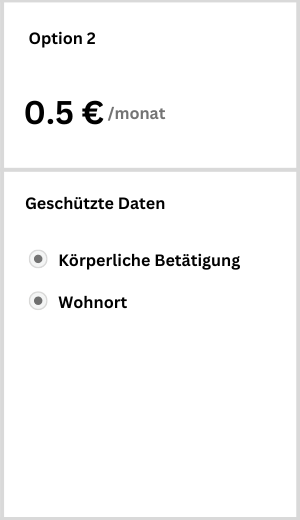 Option 2
0.5 € /monat
Geschützte Daten
Körperliche Betätigung
Wohnort